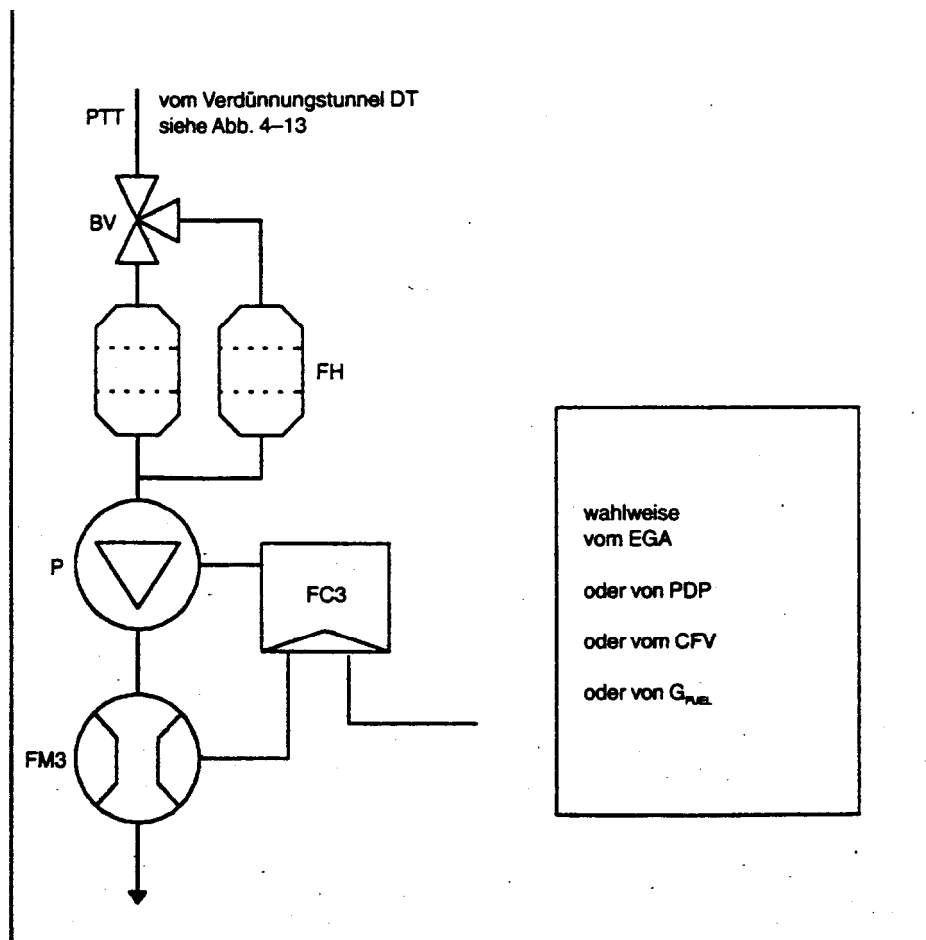 vom Verdünnungstunnel DT
siehe Abb. 4–13
PTT
BV
FH
P
FC3
FM3
wahlweise
vom EGA
oder von PDP
oder vom CFV
oder von G_FUEL